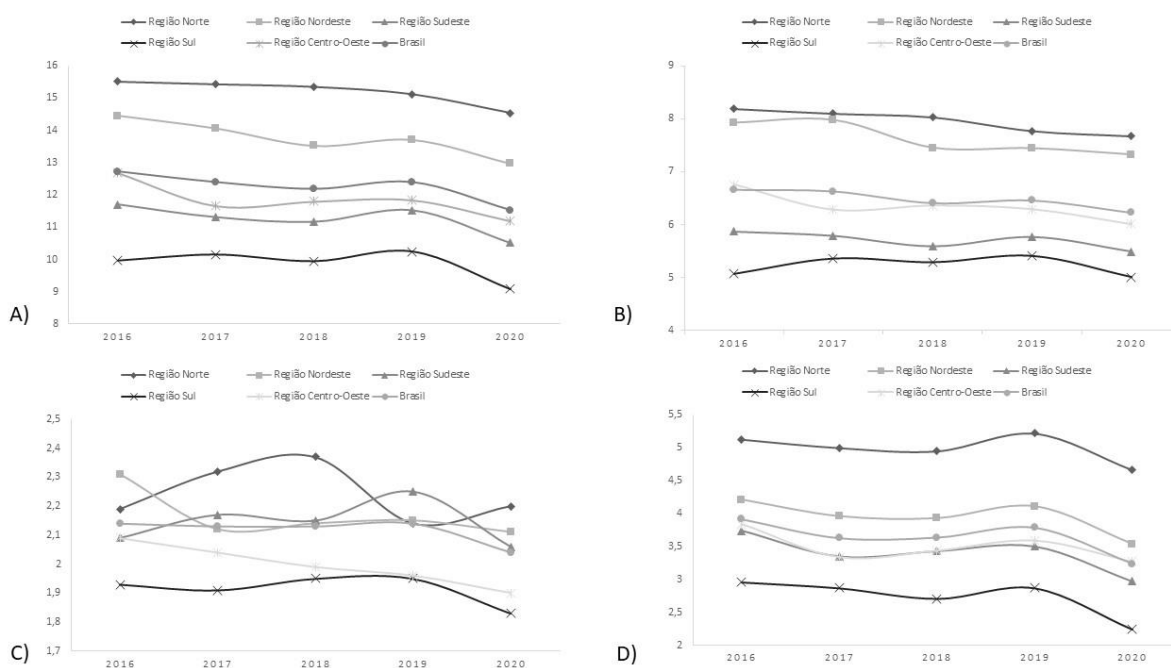 Região Norte Região Nordeste Região Sudeste
Região Sul Região Centro-Oeste Brasil
16
15
14
13
12
11
10
9
8
2016 2017 2018 2019 2020
A)
Região Norte Região Nordeste Região Sudeste
Região Sul Região Centro-Oeste Brasil
9
8
7
6
5
4
2016 2017 2018 2019 2020
B)
Região Norte Região Nordeste Região Sudeste
Região Sul Região Centro-Oeste Brasil
2,5
2,4
2,3
2,2
2,1
2
1,9
1,8
1,7
2016 2017 2018 2019 2020
C)
Região Norte Região Nordeste Região Sudeste
Região Sul Região Centro-Oeste Brasil
5,5
5
4,5
4
3,5
3
2,5
2
2016 2017 2018 2019 2020
D)